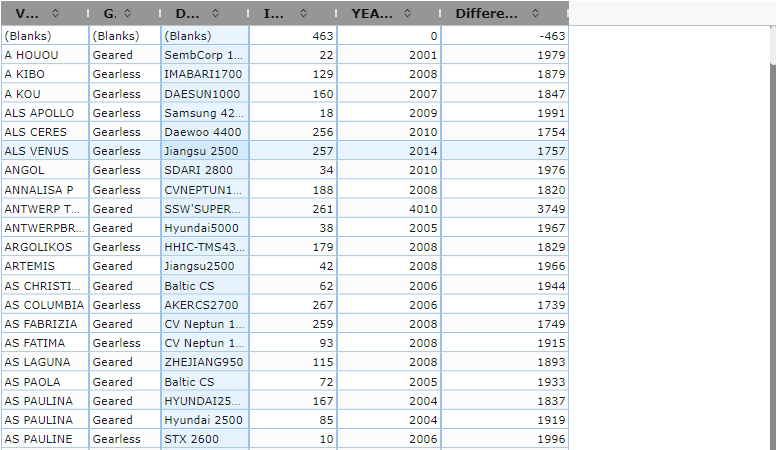 V... G. D... I... YEA... Differe...
(Blanks) (Blanks) (Blanks) 463 0 -463
A HOUOU Geared SembCorp 1... 22 2001 1979
A KIBO Gearless IMABARI1700 129 2008 1879
A KOU Gearless DAESUN1000 160 2007 1847
ALS APOLLO Gearless Samsung 42... 18 2009 1991
ALS CERES Gearless Daewoo 4400 256 2010 1754
ALS VENUS Gearless Jiangsu 2500 257 2014 1757
ANGOL Gearless SDARI 2800 34 2010 1976
ANNALISA P Gearless CVNEPTUN1... 188 2008 1820
ANTWERP T... Geared SSW'SUPER... 261 4010 3749
ANTWERPBR... Geared Hyundai5000 38 2005 1967
ARGOLIKOS Gearless HHIC-TMS43... 179 2008 1829
ARTEMIS Geared Jiangsu2500 42 2008 1966
AS CHRISTI... Geared Baltic CS 62 2006 1944
AS COLUMBIA Gearless AKERCS2700 267 2006 1739
AS FABRIZIA Geared CV Neptun 1... 259 2008 1749
AS FATIMA Gearless CV Neptun 1... 93 2008 1915
AS LAGUNA Geared ZHEJIANG950 115 2008 1893
AS PAOLA Geared Baltic CS 72 2005 1933
AS PAULINA Geared HYUNDAI25... 167 2004 1837
AS PAULINA Geared Hyundai 2500 85 2004 1919
AS PAULINE Gearless STX 2600 10 2006 1996